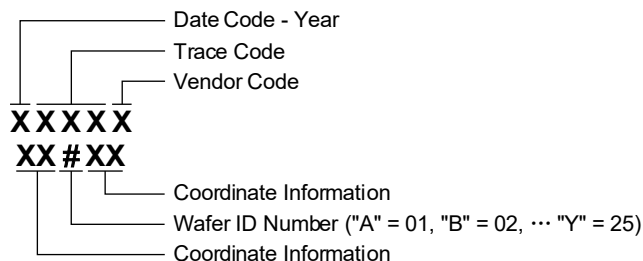 Date Code - Year
Trace Code
Vendor Code
XXXXX
XX#XX
Coordinate Information
Wafer ID Number ("A" = 01, "B" = 02, ··· "Y" = 25)
Coordinate Information